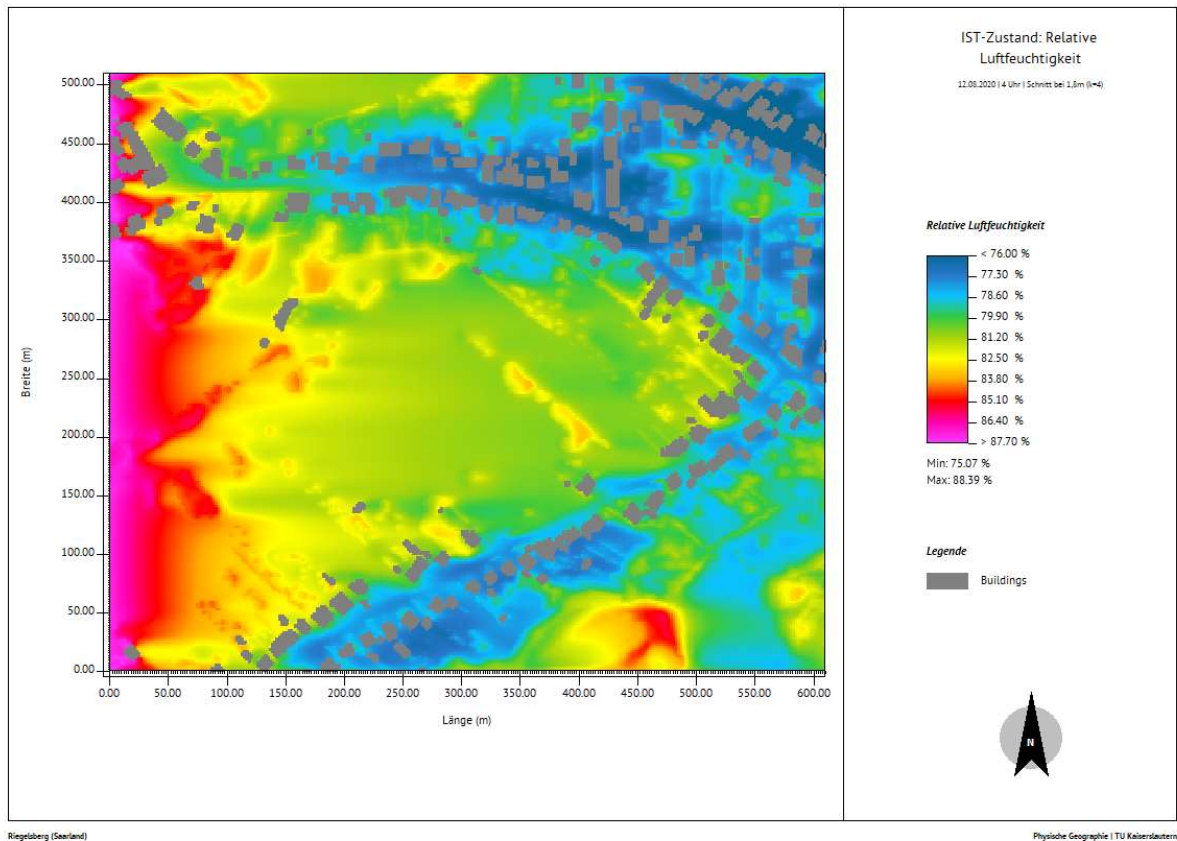 IST-Zustand: Relative
Luftfeuchtigkeit
12.08.2020 | 4 Uhr | Schnitt bei 1,8m (k=4)
500.00
450.00
400.00
350.00
300.00
250.00
200.00
150.00
100.00
50.00
0.00
Breite (m)
0.00 50.00 100.00 150.00 200.00 250.00 300.00 350.00 400.00 450.00 500.00 550.00 600.00
Länge (m)
Relative Luftfeuchtigkeit
< 76.00 %
77.30 %
78.60 %
79.90 %
81.20 %
82.50 %
83.80 %
85.10 %
86.40 %
> 87.70 %
Min: 75.07 %
Max: 88.39 %
Legende
Buildings
N
Riegelsberg (Saarland)
Physische Geographie | TU Kaiserslautern